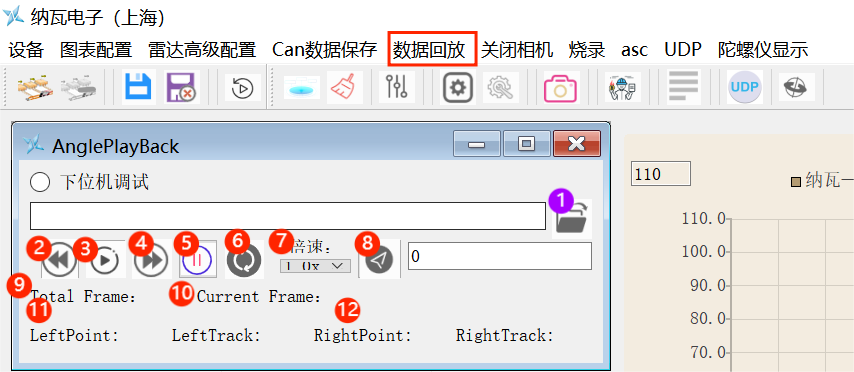 纳瓦电子（上海）
设备 图表配置 雷达高级配置 Can数据保存 数据回放 关闭相机 烧录 asc UDP 陀螺仪显示
UDP
AnglePlayBack
下位机调试
1
2 3 4 5 6 7 倍速： 8
1.0x
0
9 Total Frame: 10 Current Frame:
11 12
LeftPoint: LeftTrack: RightPoint: RightTrack:
110
纳瓦一
110.0
100.0
90.0
80.0
70.0